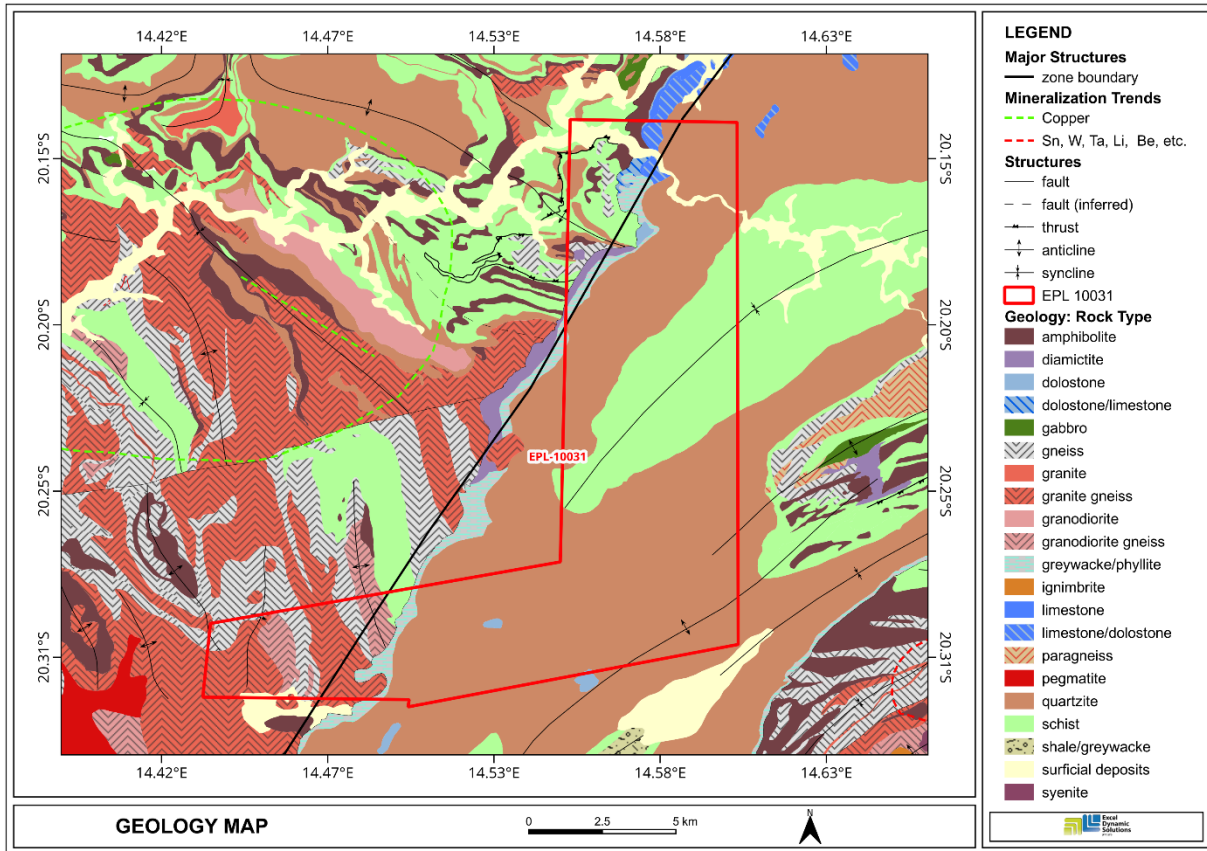 14.42°E 14.47°E 14.53°E 14.58°E 14.63°E
20.15°S 20.15°S
20.20°S 20.20°S
EPL-10031
20.25°S 20.25°S
20.31°S 20.31°S
14.42°E 14.47°E 14.53°E 14.58°E 14.63°E
GEOLOGY MAP
0 2.5 5 km
N
LEGEND
Major Structures
zone boundary
Mineralization Trends
Copper
Sn, W, Ta, Li, Be, etc.
Structures
fault
fault (inferred)
thrust
anticline
syncline
EPL 10031
Geology: Rock Type
amphibolite
diamictite
dolostone
dolostone/limestone
gabbro
gneiss
granite
granite gneiss
granodiorite
granodiorite gneiss
greywacke/phyllite
ignimbrite
limestone
limestone/dolostone
paragneiss
pegmatite
quartzite
schist
shale/greywacke
surficial deposits
syenite
Excel
Dynamic
Solutions